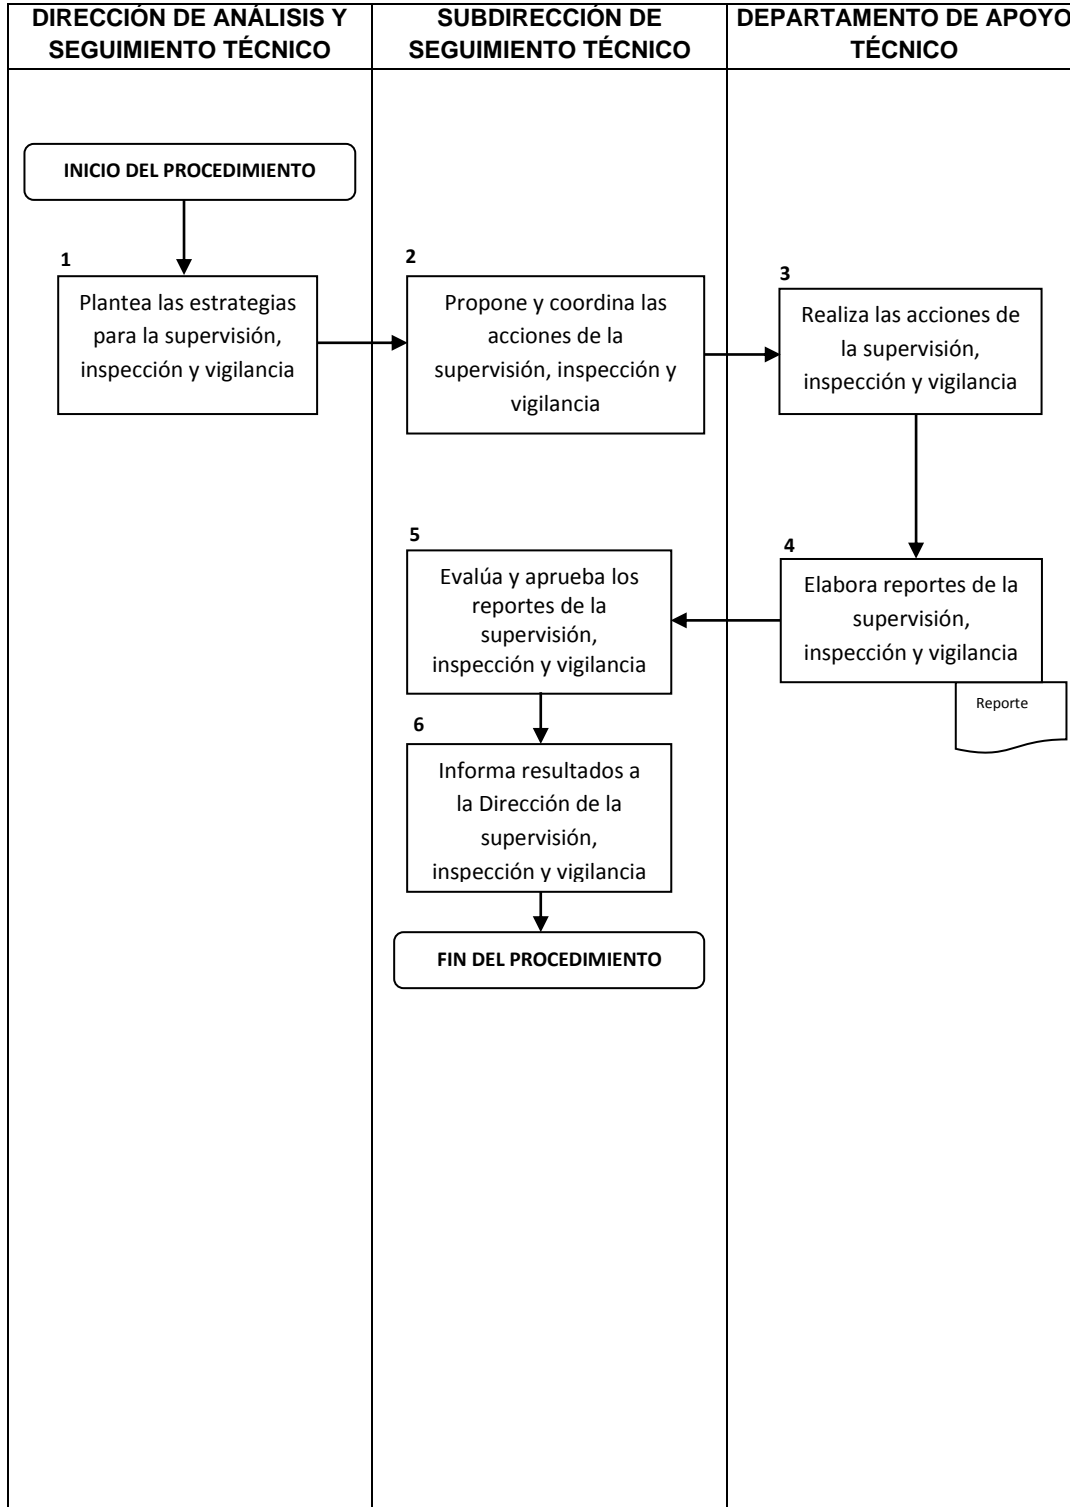 DIRECCIÓN DE ANÁLISIS Y
SEGUIMIENTO TÉCNICO
SUBDIRECCIÓN DE
SEGUIMIENTO TÉCNICO
DEPARTAMENTO DE APOYO
TÉCNICO
INICIO DEL PROCEDIMIENTO
1
Plantea las estrategias
para la supervisión,
inspección y vigilancia
2
Propone y coordina las
acciones de la
supervisión, inspección y
vigilancia
3
Realiza las acciones de
la supervisión,
inspección y vigilancia
4
Elabora reportes de la
supervisión,
inspección y vigilancia
Reporte
5
Evalúa y aprueba los
reportes de la
supervisión,
inspección y vigilancia
6
Informa resultados a
la Dirección de la
supervisión,
inspección y vigilancia
FIN DEL PROCEDIMIENTO